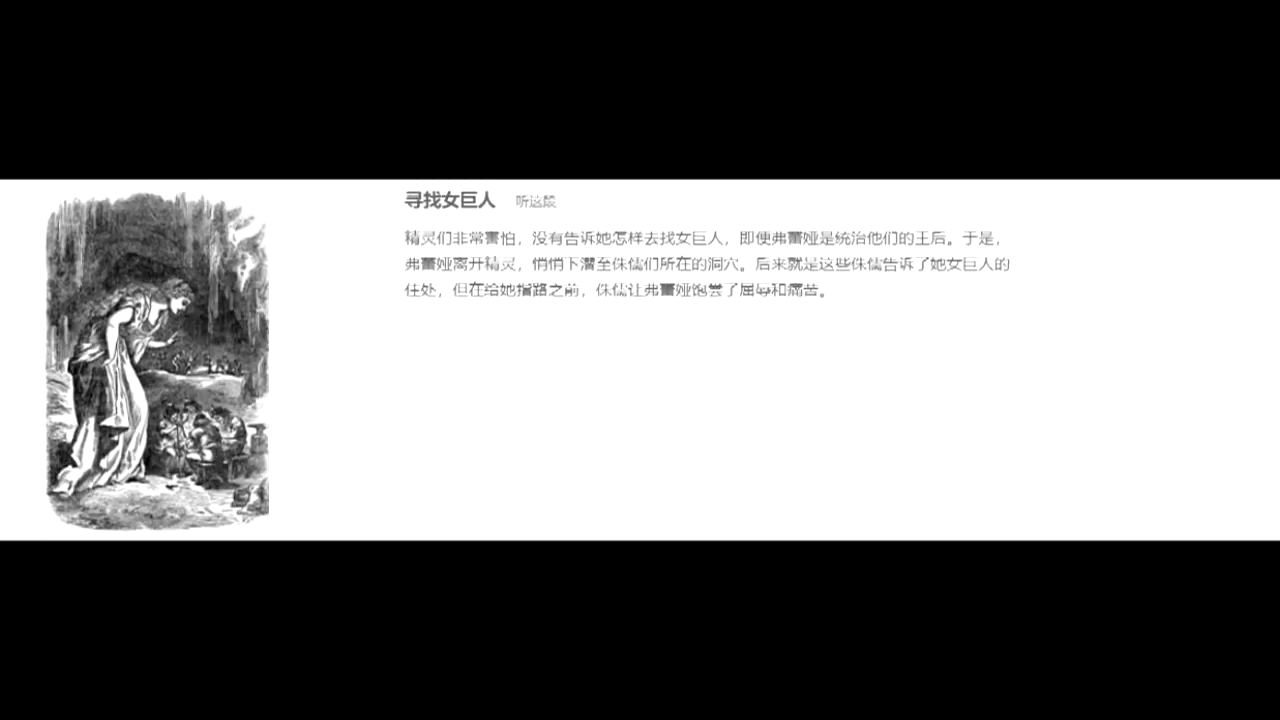 寻找女巨人 听这段
精灵们非常害怕，没有告诉她怎样去找女巨人，即使弗蕾娅是统治他们的王后。于是，
弗蕾娅离开精灵，悄悄下潜至侏儒们所在的洞穴。后来就是这些侏儒告诉了她女巨人的
住处，但在给她指路之前，侏儒让弗蕾娅饱尝了屈辱和痛苦。